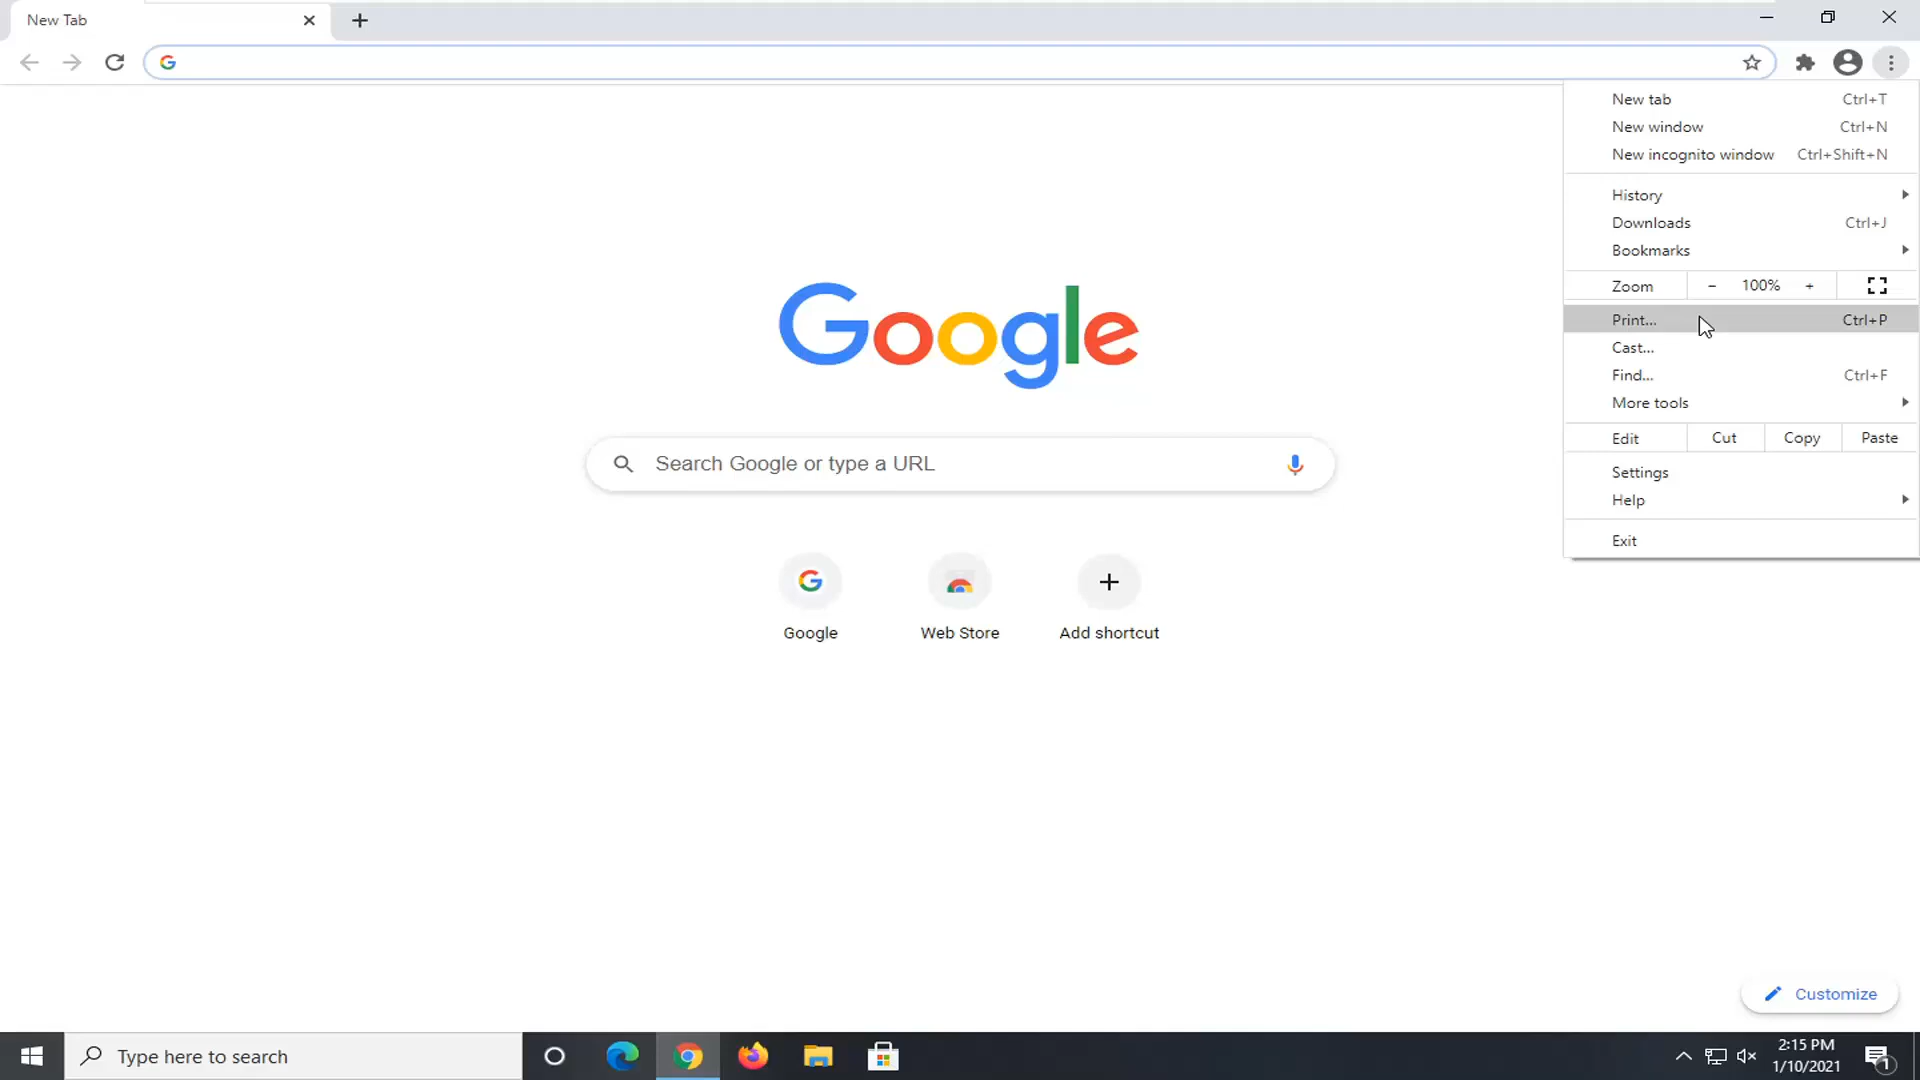 New Tab
New tab Ctrl+T
New window Ctrl+N
New incognito window Ctrl+Shift+N
History
Downloads Ctrl+J
Bookmarks
Zoom - 100% +
Print... Ctrl+P
Cast...
Find... Ctrl+F
More tools
Edit Cut Copy Paste
Settings
Help
Exit
Google
Search Google or type a URL
Google Web Store Add shortcut
Customize
Type here to search
2:15 PM
1/10/2021
1